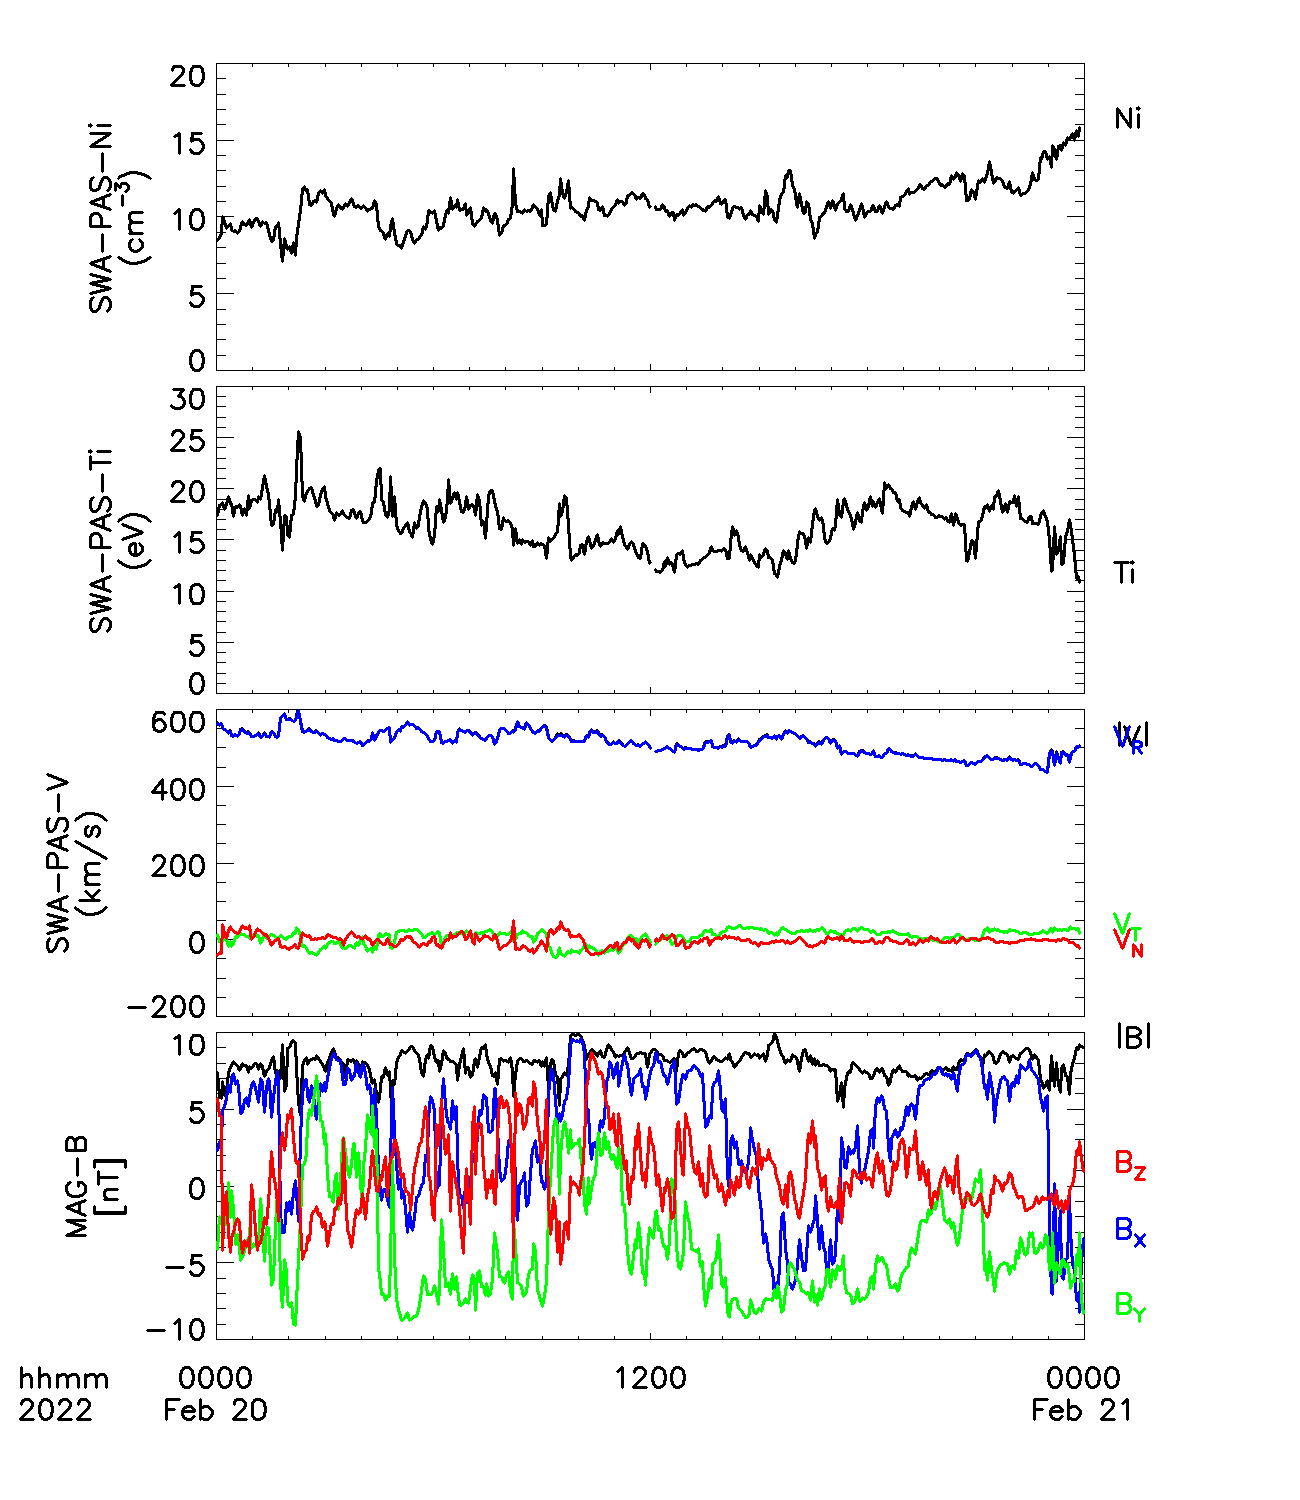 20
15
10
5
0
SWA-PAS-Ni
(cm-3)
Ni
30
25
20
15
10
5
0
SWA-PAS-Ti
(eV)
Ti
600
400
200
0
-200
SWA-PAS-V
(km/s)
|V|
VR
VT
VN
10
5
0
-5
-10
MAG-B
[nT]
|B|
BZ
BX
BY
hhmm 0000 1200 0000
2022 Feb 20 Feb 21